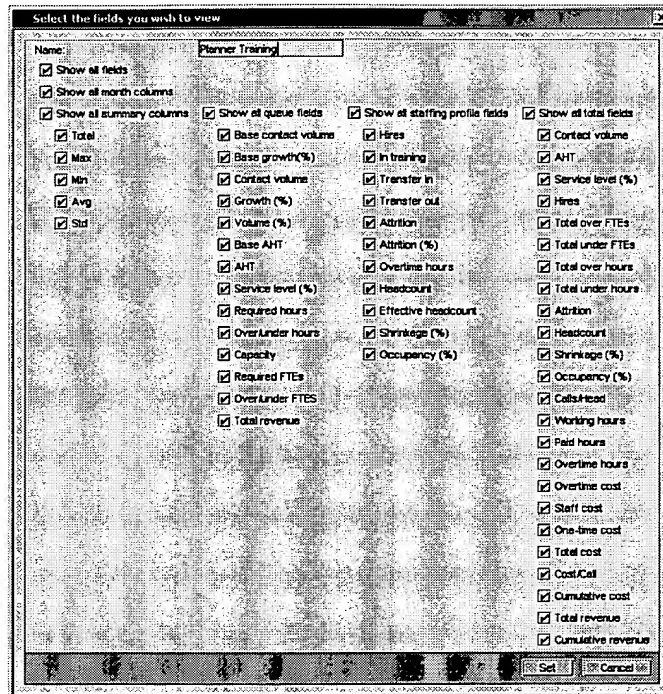 Select the fields you wish to view
Name: Planner Training
Show all fields
Show all month columns
Show all summary columns
Total
Max
Min
Avg
Std
Show all queue fields
Base contact volume
Base growth(%)
Contact volume
Growth (%)
Volume (%)
Base AHT
AHT
Service level (%)
Required hours
Over/under hours
Capacity
Required FTEs
Over/under FTES
Total revenue
Show all staffing profile fields
Hires
In training
Transfer in
Transfer out
Attrition
Attrition (%)
Overtime hours
Headcount
Effective headcount
Shrinkage (%)
Occupancy (%)
Show all total fields
Contact volume
AHT
Service level (%)
Hires
Total over FTEs
Total under FTEs
Total over hours
Total under hours
Attrition
Headcount
Shrinkage (%)
Occupancy (%)
Calls/Head
Working hours
Paid hours
Overtime hours
Overtime cost
Staff cost
One-time cost
Total cost
Cost/Call
Cumulative cost
Total revenue
Cumulative revenue
Set Cancel